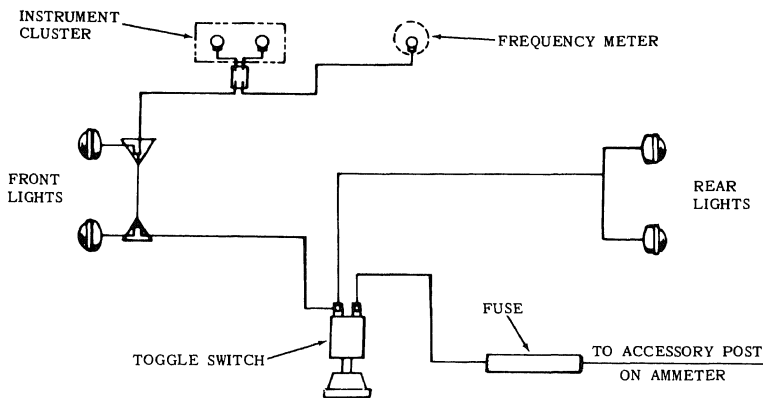 INSTRUMENT
CLUSTER
FREQUENCY METER
FRONT
LIGHTS
REAR
LIGHTS
FUSE
TOGGLE SWITCH
TO ACCESSORY POST
ON AMMETER